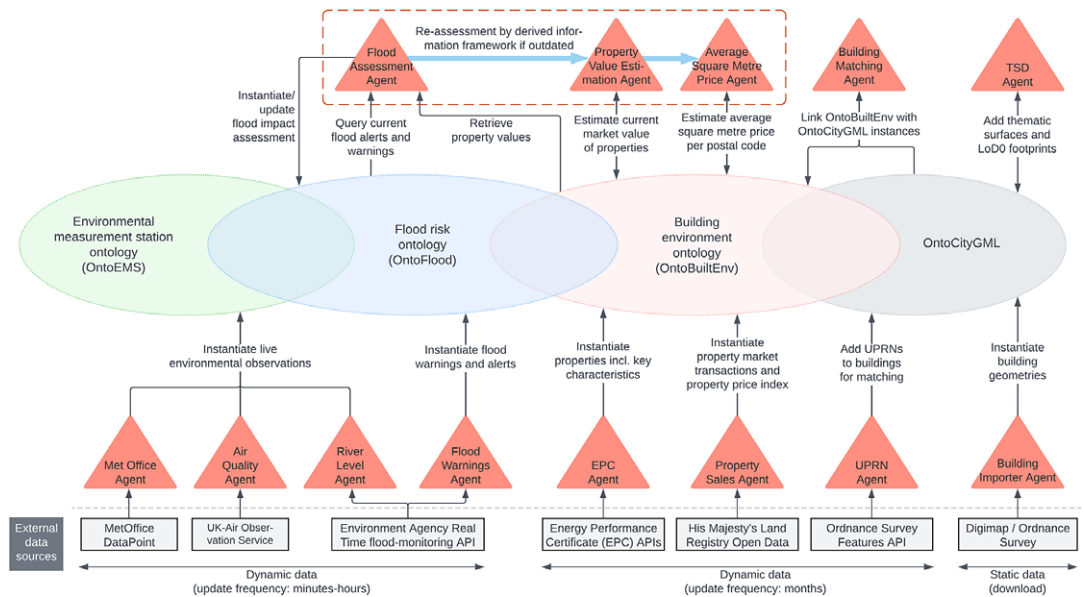 Re-assessment by derived infor-
mation framework if outdated
Flood
Assessment
Agent
Property
Value Esti-
mation Agent
Average
Square Metre
Price Agent
Building
Matching
Agent
TSD
Agent
Instantiate/
update
flood impact
assessment
Query current
flood alerts and
warnings
Retrieve
property values
Estimate current
market value
of properties
Estimate average
square metre price
per postal code
Link OntoBuiltEnv with
OntoCityGML instances
Add thematic
surfaces and
LoD0 footprints
Environmental
measurement station
ontology
(OntoEMS)
Flood risk
ontology
(OntoFlood)
Building
environment
ontology
(OntoBuiltEnv)
OntoCityGML
Instantiate live
environmental observations
Instantiate flood
warnings and alerts
Instantiate
properties incl. key
characteristics
Instantiate
property market
transactions and
property price index
Add UPRNs
to buildings
for matching
Instantiate
building
geometries
Met Office
Agent
Air
Quality
Agent
River
Level
Agent
Flood
Warnings
Agent
EPC
Agent
Property
Sales Agent
UPRN
Agent
Building
Importer Agent
External
data
sources
MetOffice
DataPoint
UK-Air Obser-
vation Service
Environment Agency Real
Time flood-monitoring API
Energy Performance
Certificate (EPC) APIs
His Majesty's Land
Registry Open Data
Ordnance Survey
Features API
Digimap / Ordnance
Survey
Dynamic data
(update frequency: minutes-hours)
Dynamic data
(update frequency: months)
Static data
(download)